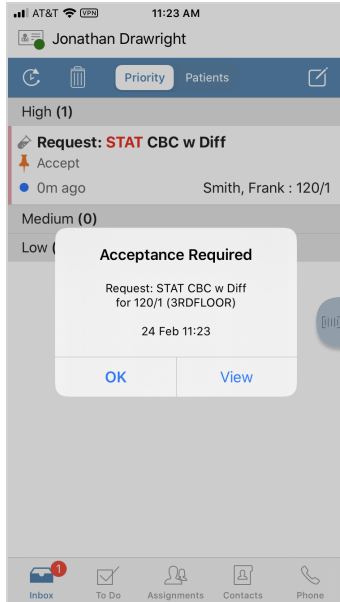 AT&T VPN 11:23 AM
Jonathan Drawright
Priority Patients
High (1)
Request: STAT CBC w Diff
Accept
0m ago Smith, Frank : 120/1
Medium (0)
Low (
Acceptance Required
Request: STAT CBC w Diff
for 120/1 (3RDFLOOR)
24 Feb 11:23
OK View
1
Inbox To Do Assignments Contacts Phone